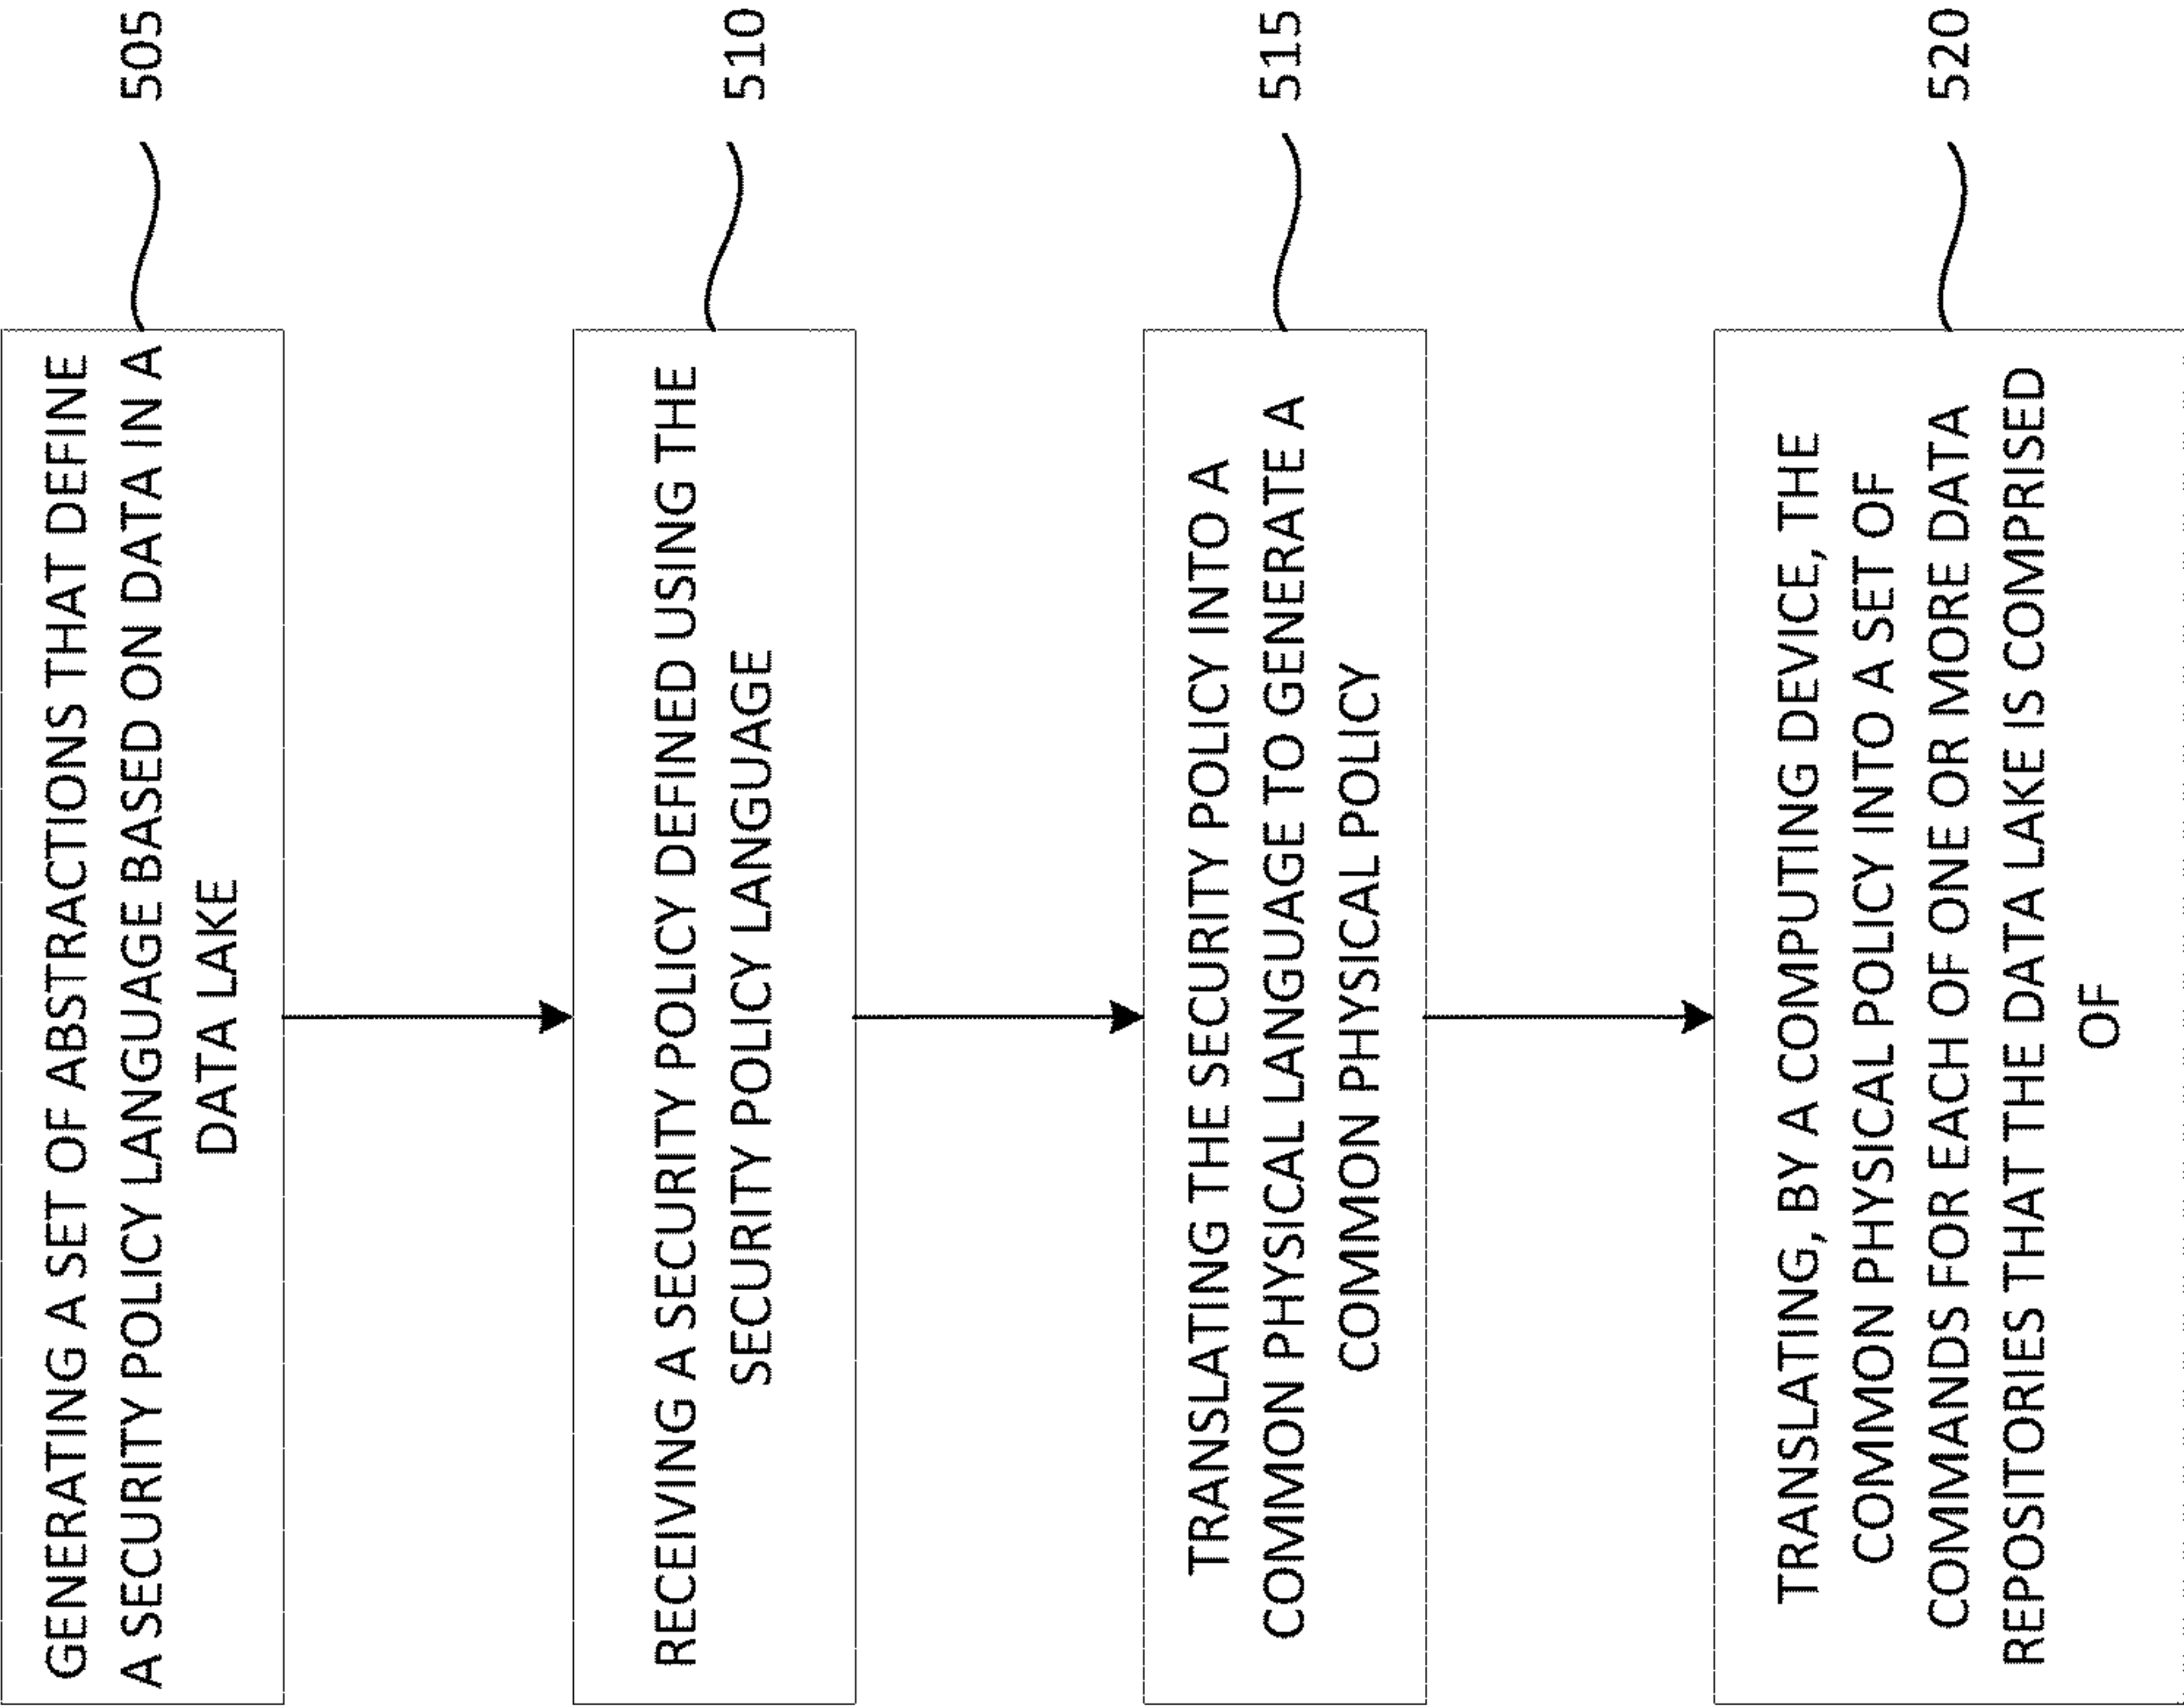 GENERATING A SET OF ABSTRACTIONS THAT DEFINE
A SECURITY POLICY LANGUAGE BASED ON DATA IN A
DATA LAKE
505
RECEIVING A SECURITY POLICY DEFINED USING THE
SECURITY POLICY LANGUAGE
510
TRANSLATING THE SECURITY POLICY INTO A
COMMON PHYSICAL LANGUAGE TO GENERATE A
COMMON PHYSICAL POLICY
515
TRANSLATING, BY A COMPUTING DEVICE, THE
COMMON PHYSICAL POLICY INTO A SET OF
COMMANDS FOR EACH OF ONE OR MORE DATA
REPOSITORIES THAT THE DATA LAKE IS COMPRISED
OF
520